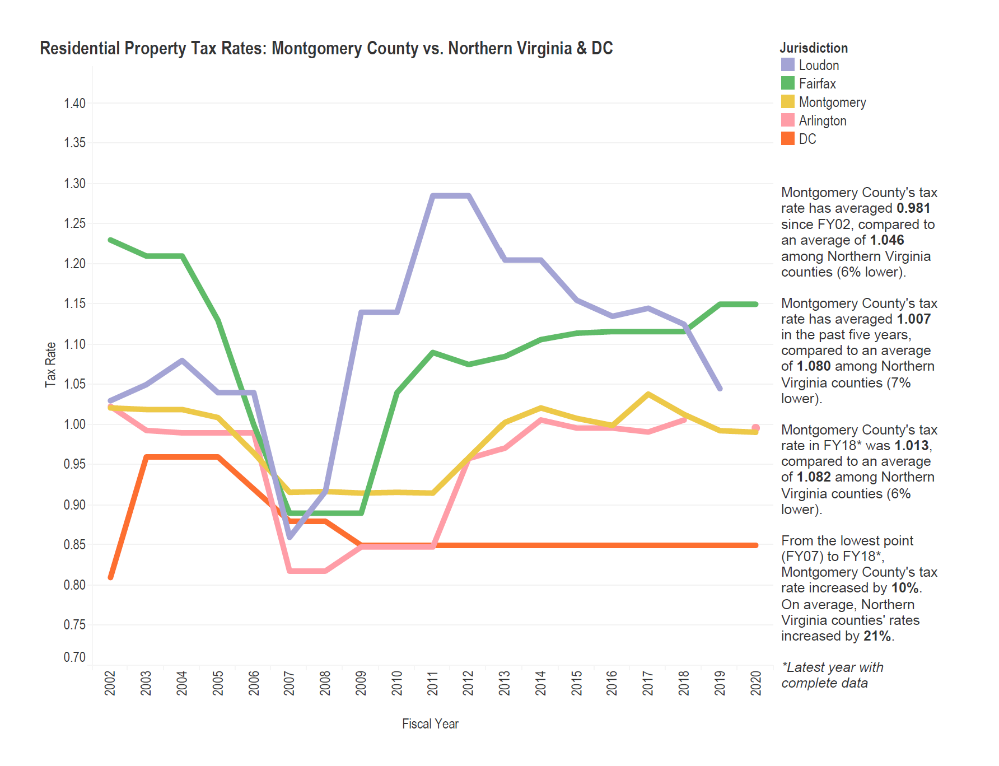 Residential Property Tax Rates: Montgomery County vs. Northern Virginia & DC
Jurisdiction
Loudon
Fairfax
Montgomery
Arlington
DC
1.40
1.35
1.30
1.25
1.20
1.15
1.10
1.05
1.00
0.95
0.90
0.85
0.80
0.75
0.70
Tax Rate
2002
2003
2004
2005
2006
2007
2008
2009
2010
2011
2012
2013
2014
2015
2016
2017
2018
2019
2020
Fiscal Year
Montgomery County's tax
rate has averaged 0.981
since FY02, compared to
an average of 1.046
among Northern Virginia
counties (6% lower).
Montgomery County's tax
rate has averaged 1.007
in the past five years,
compared to an average
of 1.080 among Northern
Virginia counties (7%
lower).
Montgomery County's tax
rate in FY18* was 1.013,
compared to an average
of 1.082 among Northern
Virginia counties (6%
lower).
From the lowest point
(FY07) to FY18*,
Montgomery County's tax
rate increased by 10%.
On average, Northern
Virginia counties' rates
increased by 21%.
*Latest year with
complete data